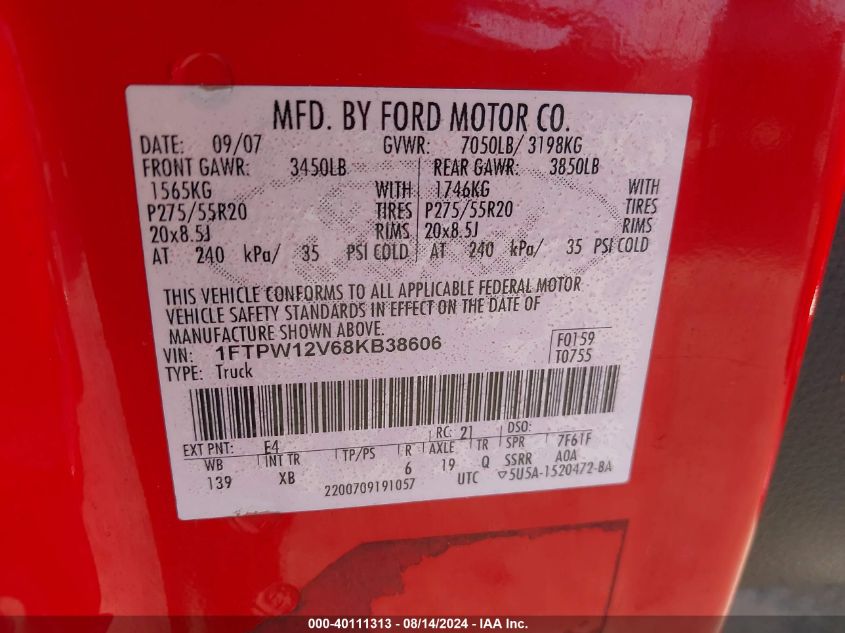 MFD. BY FORD MOTOR CO.
DATE: 09/07 GVWR: 7050LB/ 3198KG
FRONT GAWR: 3450LB REAR GAWR: 3850LB
1565KG WITH 1746KG WITH
P275/55R20 TIRES P275/55R20 TIRES
20x8.5J RIMS 20x8.5J RIMS
AT 240 kPa/ 35 PSI COLD AT 240 kPa/ 35 PSI COLD
THIS VEHICLE CONFORMS TO ALL APPLICABLE FEDERAL MOTOR
VEHICLE SAFETY STANDARDS IN EFFECT ON THE DATE OF
MANUFACTURE SHOWN ABOVE.
VIN: 1FTPW12V68KB38606 F0159
TYPE: Truck T0755
EXT PNT: E4 RC: 21 DSO:
WB INT TR TP/PS R AXLE TR SPR 7F61F
139 XB 6 19 Q SSRR A0A
2200709191057 UTC ▽5U5A-1520472-BA
000-40111313 - 08/14/2024 - IAA Inc.